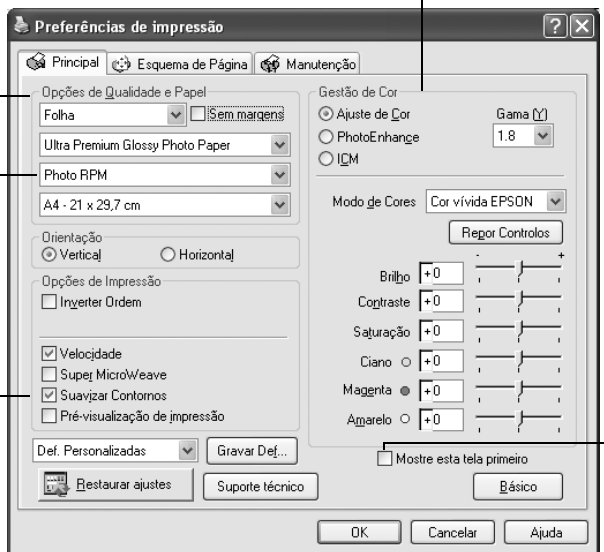 Preferências de impressão
Principal
Esquema de Página
Manutenção
Opções de Qualidade e Papel
Folha
Sem margens
Ultra Premium Glossy Photo Paper
Photo RPM
A4 - 21 x 29,7 cm
Orientação
Vertical
Horizontal
Opções de Impressão
Inverter Ordem
Velocidade
Super MicroWeave
Suavizar Contornos
Pré-visualização de impressão
Def. Personalizadas
Gravar Def...
Restaurar ajustes
Suporte técnico
Gestão de Cor
Ajuste de Cor
PhotoEnhance
ICM
Gama (Y)
1.8
Modo de Cores
Cor vívida EPSON
Repor Controlos
- +
Brilho +0
Contraste +0
Saturação +0
Ciano +0
Magenta +0
Amarelo +0
Mostre esta tela primeiro
Básico
OK
Cancelar
Ajuda